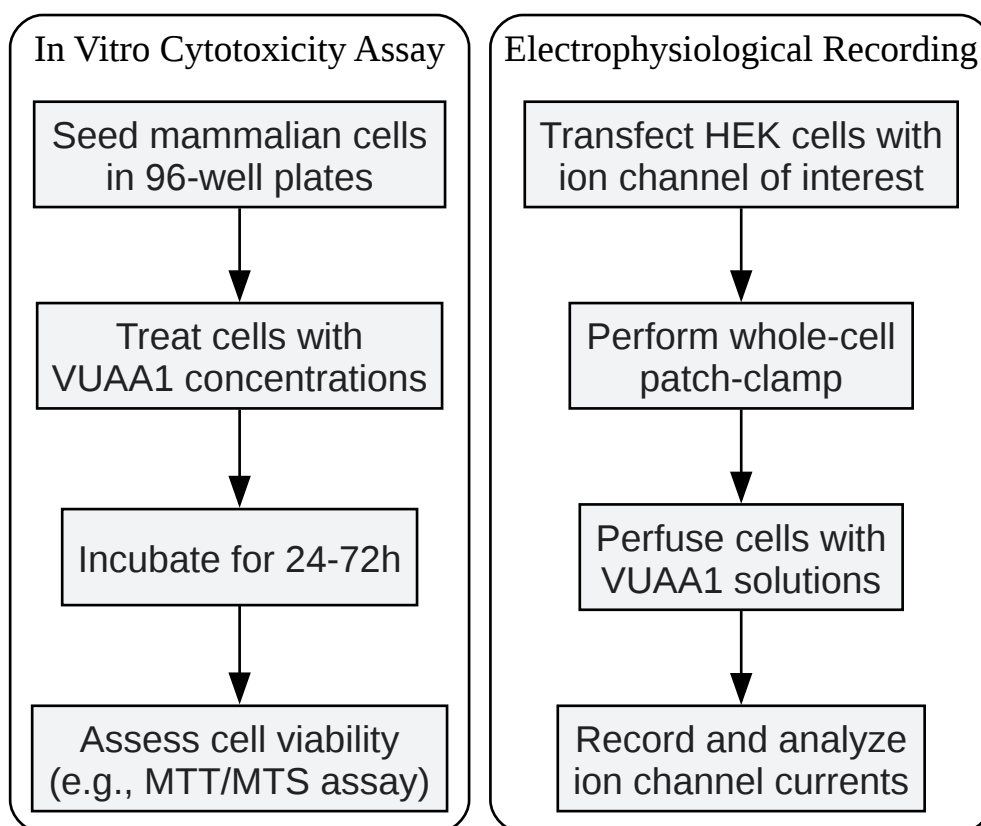 In Vitro Cytotoxicity Assay
Seed mammalian cells
in 96-well plates
Treat cells with
VUAA1 concentrations
Incubate for 24-72h
Assess cell viability
(e.g., MTT/MTS assay)
Electrophysiological Recording
Transfect HEK cells with
ion channel of interest
Perform whole-cell
patch-clamp
Perfuse cells with
VUAA1 solutions
Record and analyze
ion channel currents